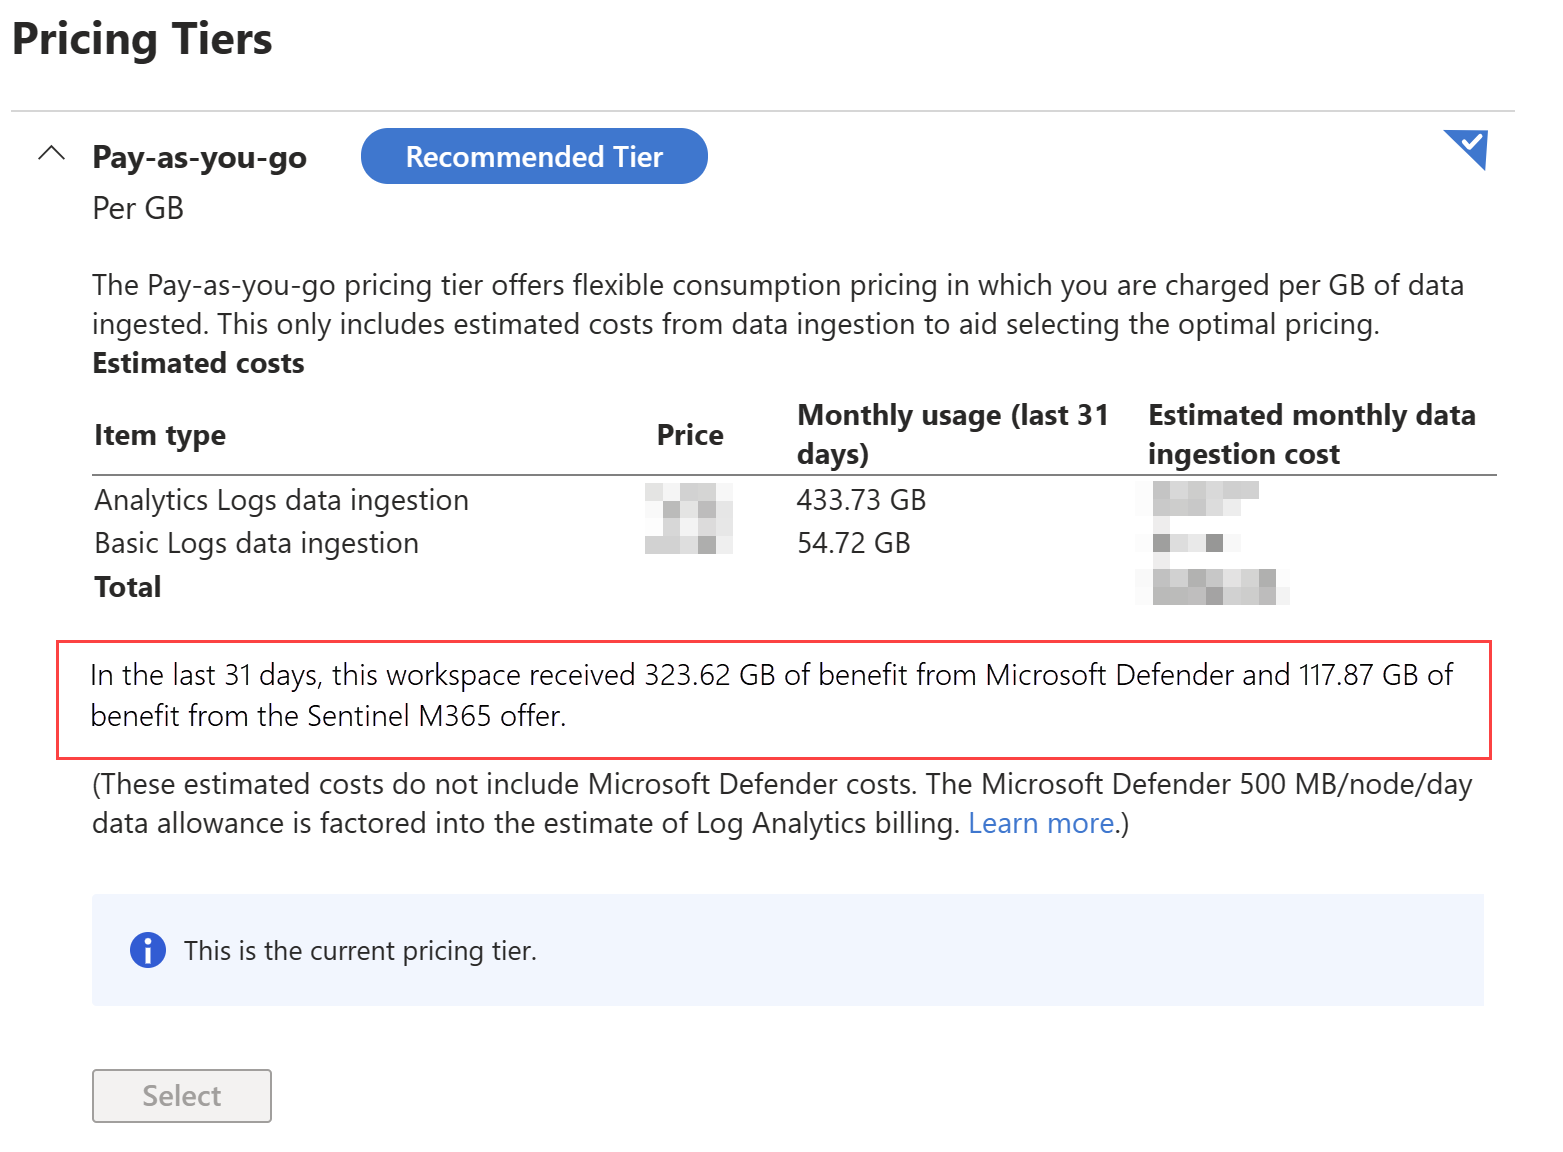 Pricing Tiers
Pay-as-you-go
Recommended Tier
Per GB
The Pay-as-you-go pricing tier offers flexible consumption pricing in which you are charged per GB of data
ingested. This only includes estimated costs from data ingestion to aid selecting the optimal pricing.
Estimated costs
Item type Price Monthly usage (last 31 days) Estimated monthly data ingestion cost
Analytics Logs data ingestion 433.73 GB
Basic Logs data ingestion 54.72 GB
Total
In the last 31 days, this workspace received 323.62 GB of benefit from Microsoft Defender and 117.87 GB of
benefit from the Sentinel M365 offer.
(These estimated costs do not include Microsoft Defender costs. The Microsoft Defender 500 MB/node/day
data allowance is factored into the estimate of Log Analytics billing. Learn more.)
This is the current pricing tier.
Select